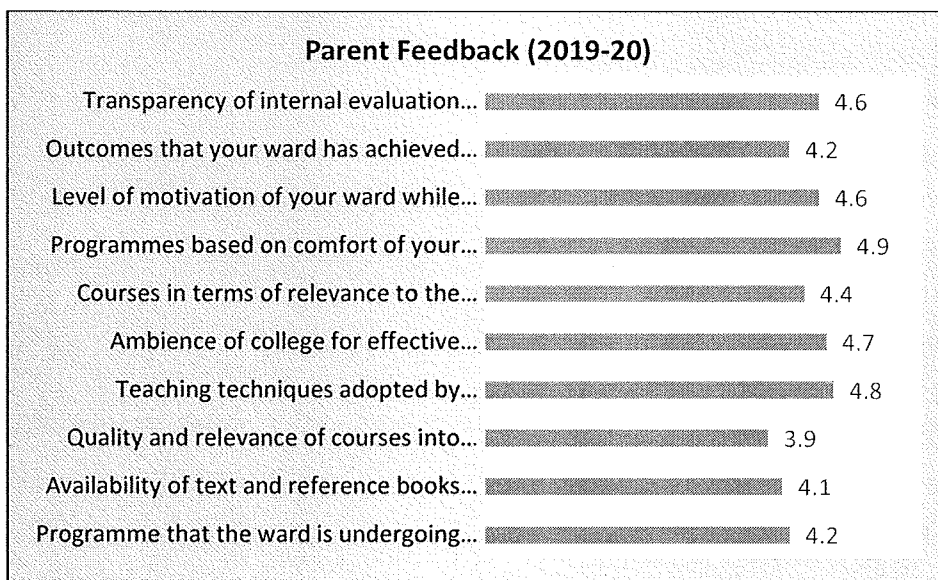 Parent Feedback (2019-20)
Transparency of internal evaluation... 4.6
Outcomes that your ward has achieved... 4.2
Level of motivation of your ward while... 4.6
Programmes based on comfort of your... 4.9
Courses in terms of relevance to the... 4.4
Ambience of college for effective... 4.7
Teaching techniques adopted by... 4.8
Quality and relevance of courses into... 3.9
Availability of text and reference books... 4.1
Programme that the ward is undergoing... 4.2